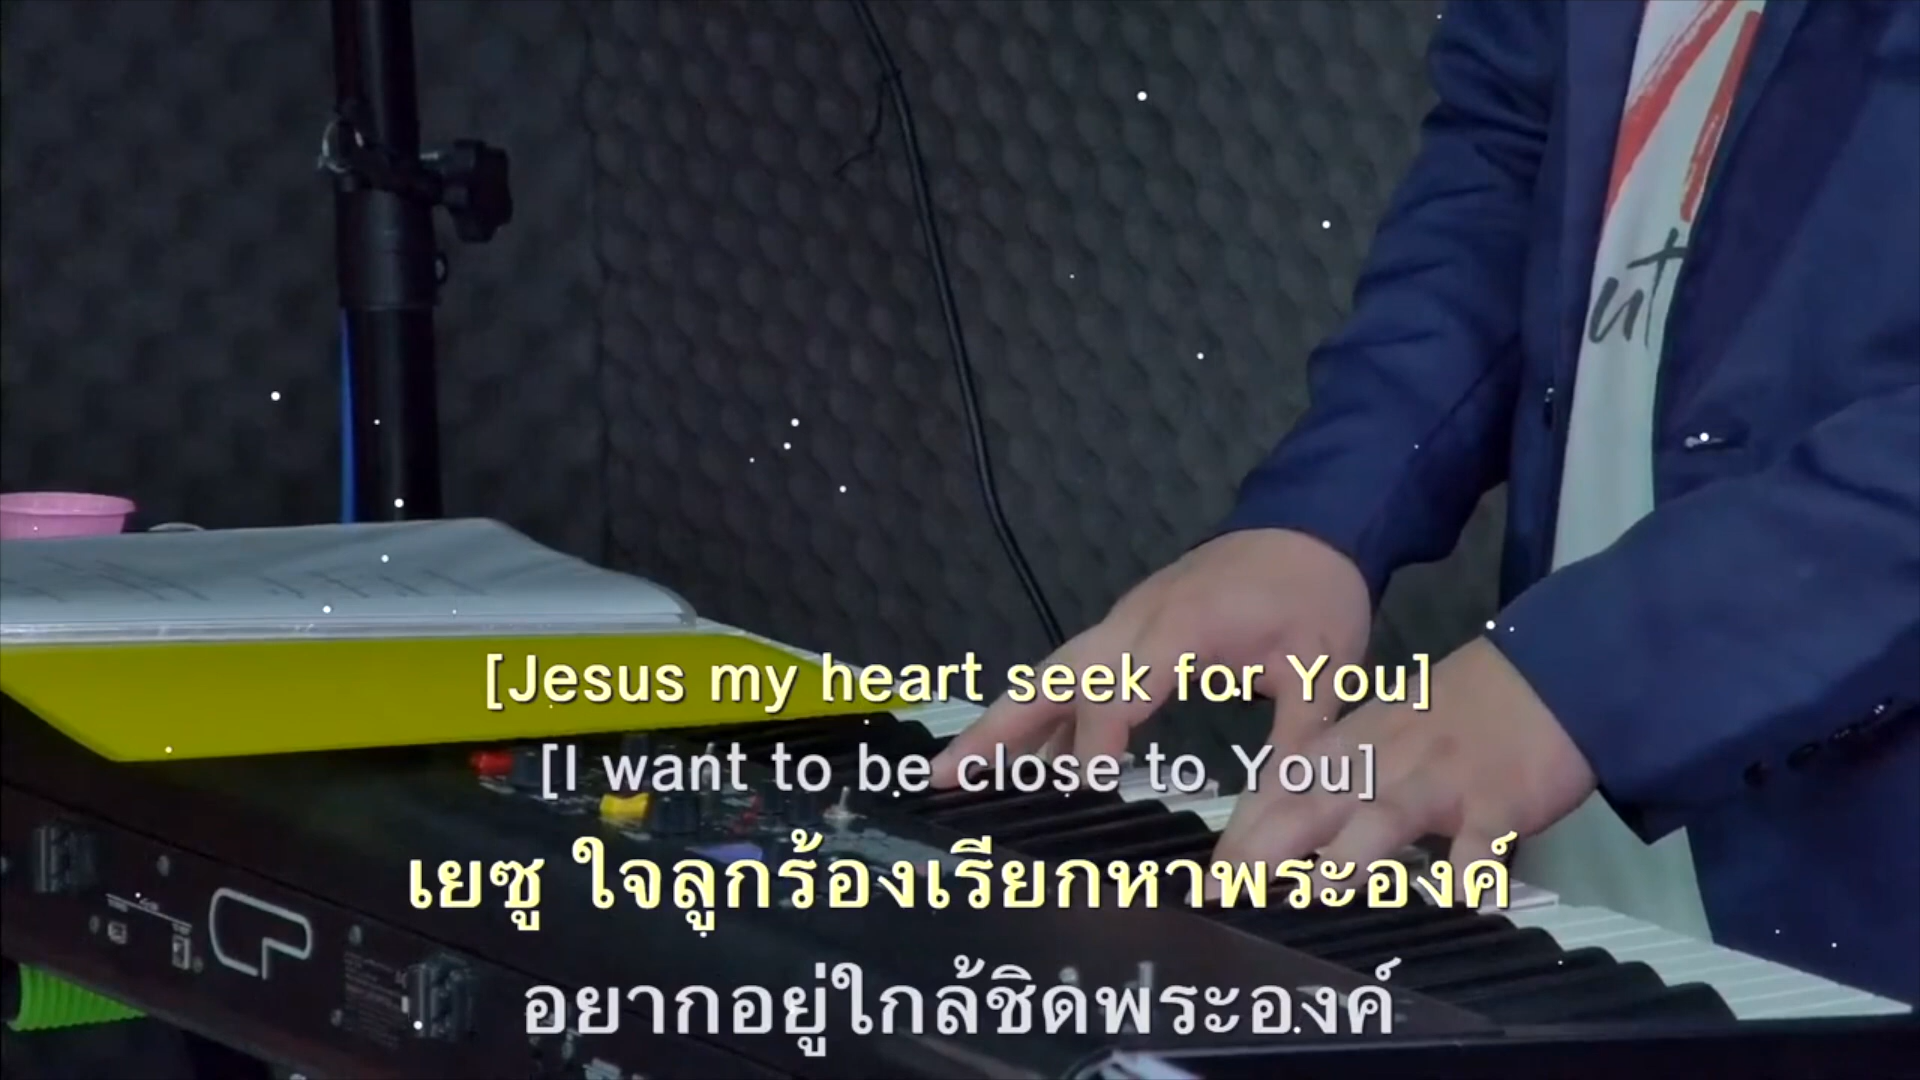 [Jesus my heart seek for You]
[I want to be close to You]
เยซู ใจลูกร้องเรียกหาพระองค์
อยากอยู่ใกล้ชิดพระองค์